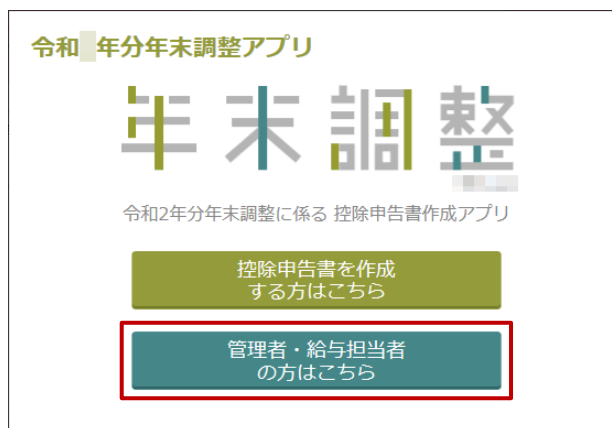 令和 年分年末調整アプリ
年末調整
令和2年分年末調整に係る 控除申告書作成アプリ
控除申告書を作成
する方はこちら
管理者・給与担当者
の方はこちら